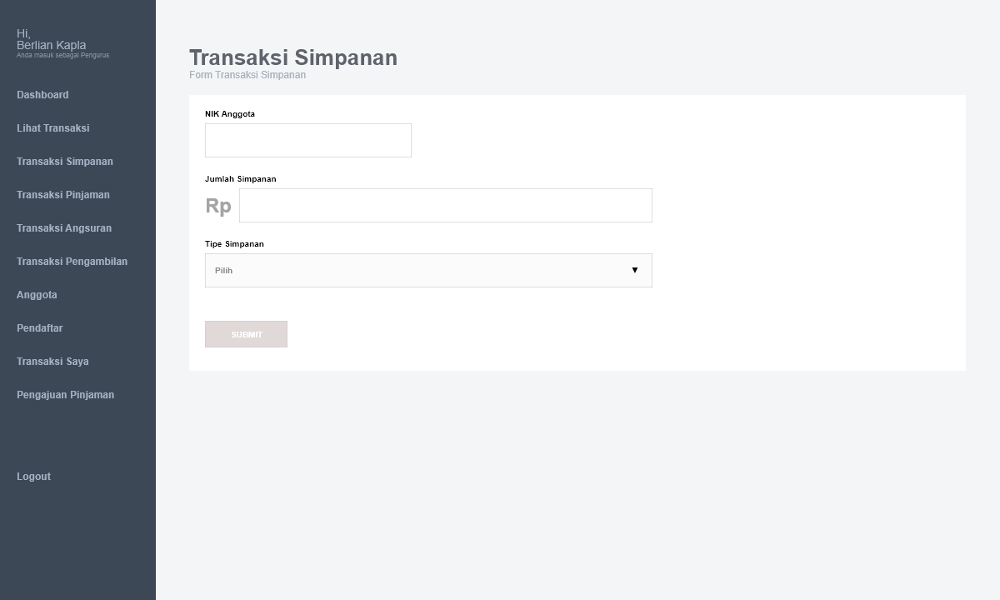 Hi,
Berlian Kapla
Anda masuk sebagai Pengurus
Dashboard
Lihat Transaksi
Transaksi Simpanan
Transaksi Pinjaman
Transaksi Angsuran
Transaksi Pengambilan
Anggota
Pendaftar
Transaksi Saya
Pengajuan Pinjaman
Logout
Transaksi Simpanan
Form Transaksi Simpanan
NIK Anggota
Jumlah Simpanan
Rp
Tipe Simpanan
Pilih
SUBMIT